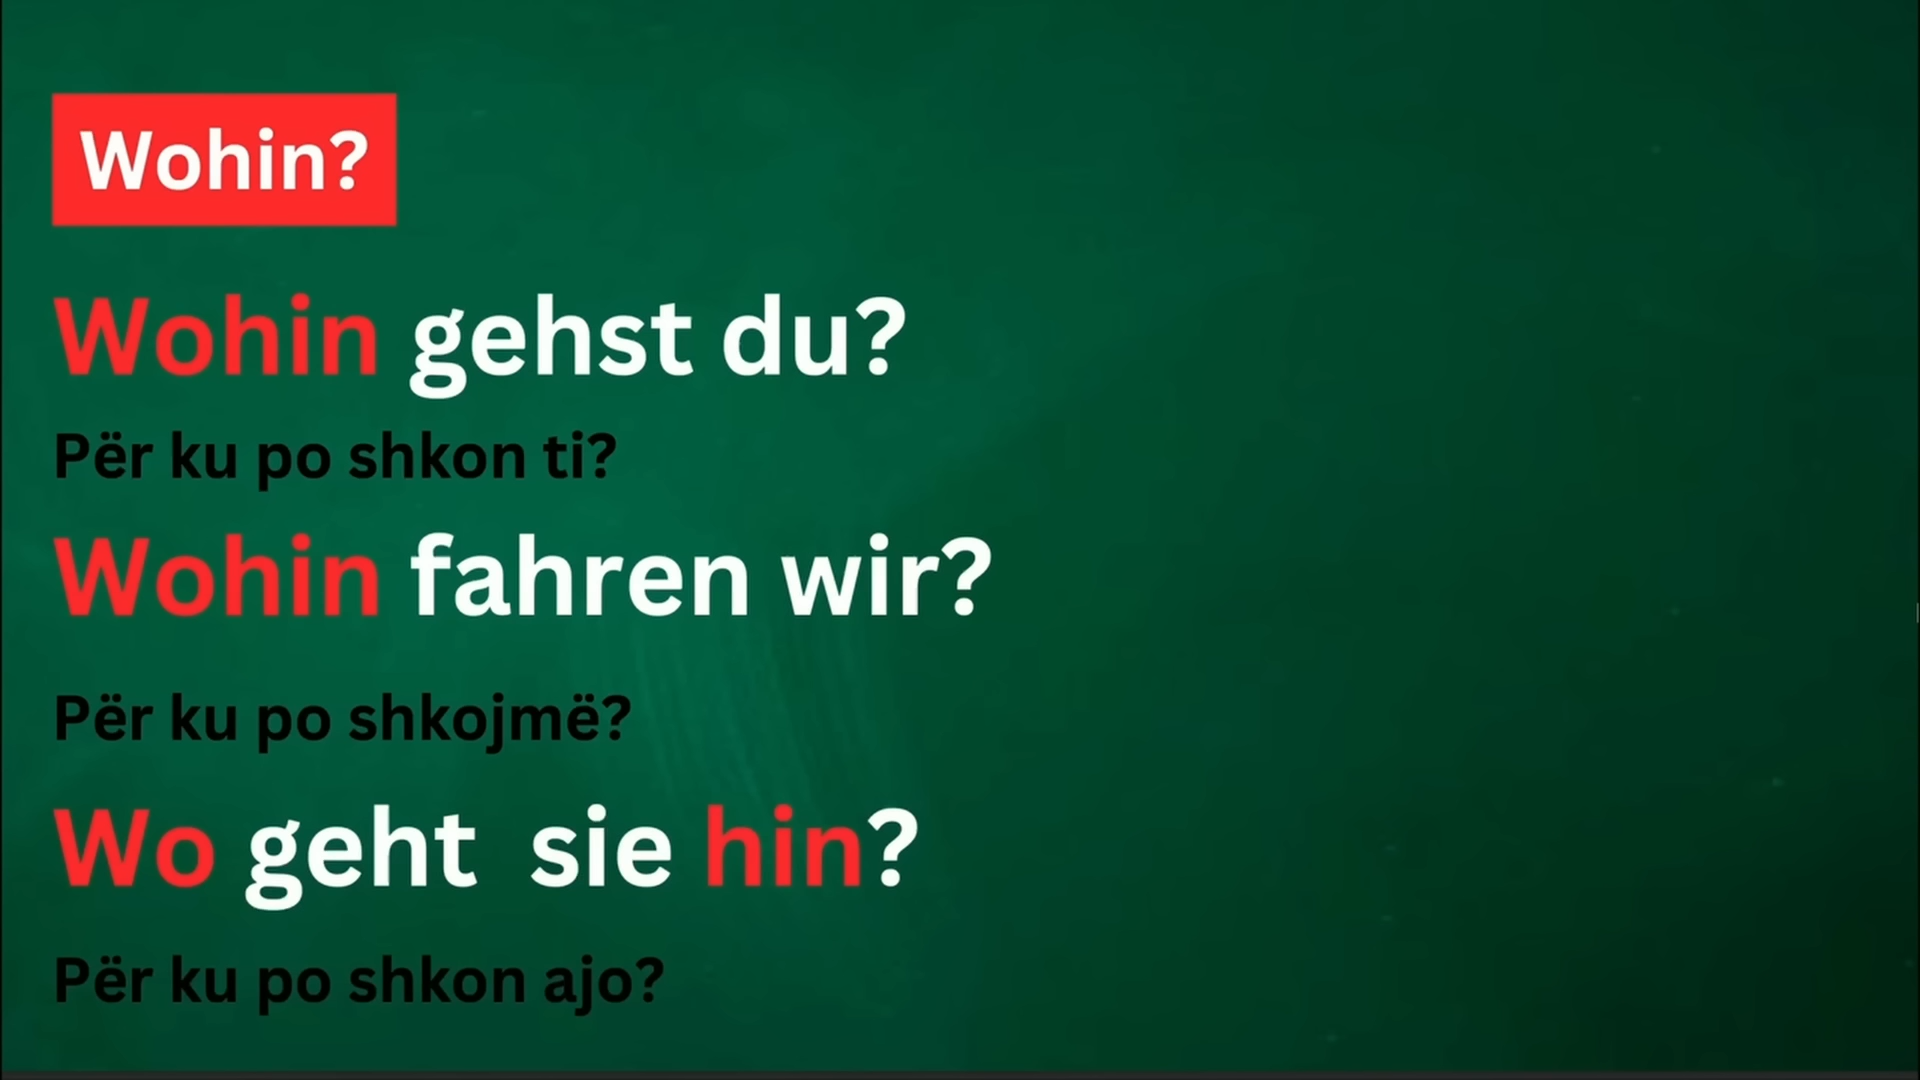 Wohin?
Wohin gehst du?
Për ku po shkon ti?
Wohin fahren wir?
Për ku po shkojmë?
Wo geht sie hin?
Për ku po shkon ajo?